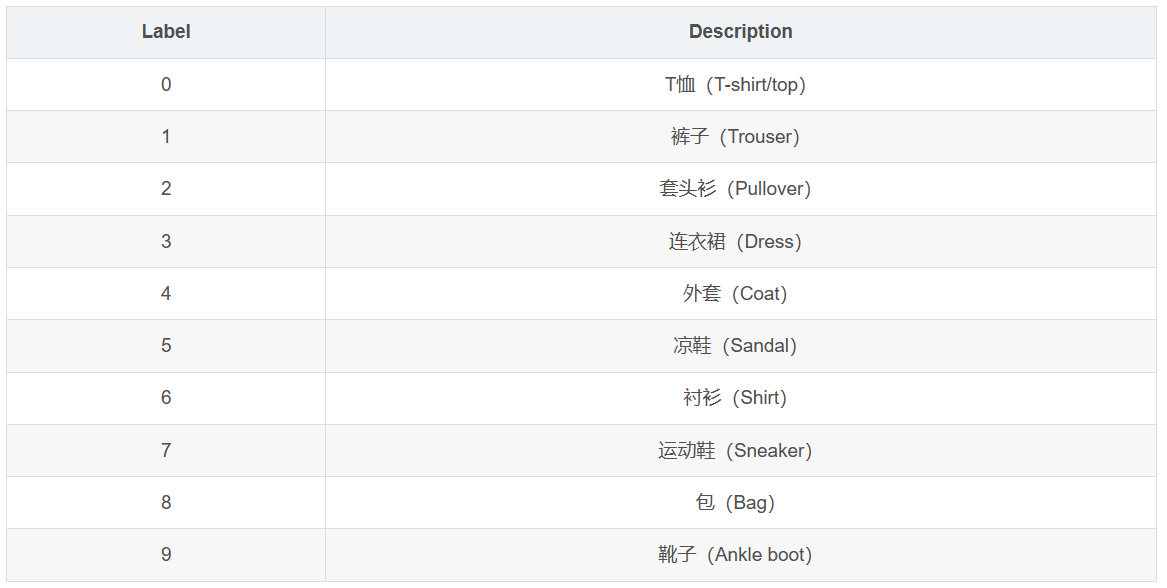 Label Description
0 T恤（T-shirt/top）
1 裤子（Trouser）
2 套头衫（Pullover）
3 连衣裙（Dress）
4 外套（Coat）
5 凉鞋（Sandal）
6 衬衫（Shirt）
7 运动鞋（Sneaker）
8 包（Bag）
9 靴子（Ankle boot）